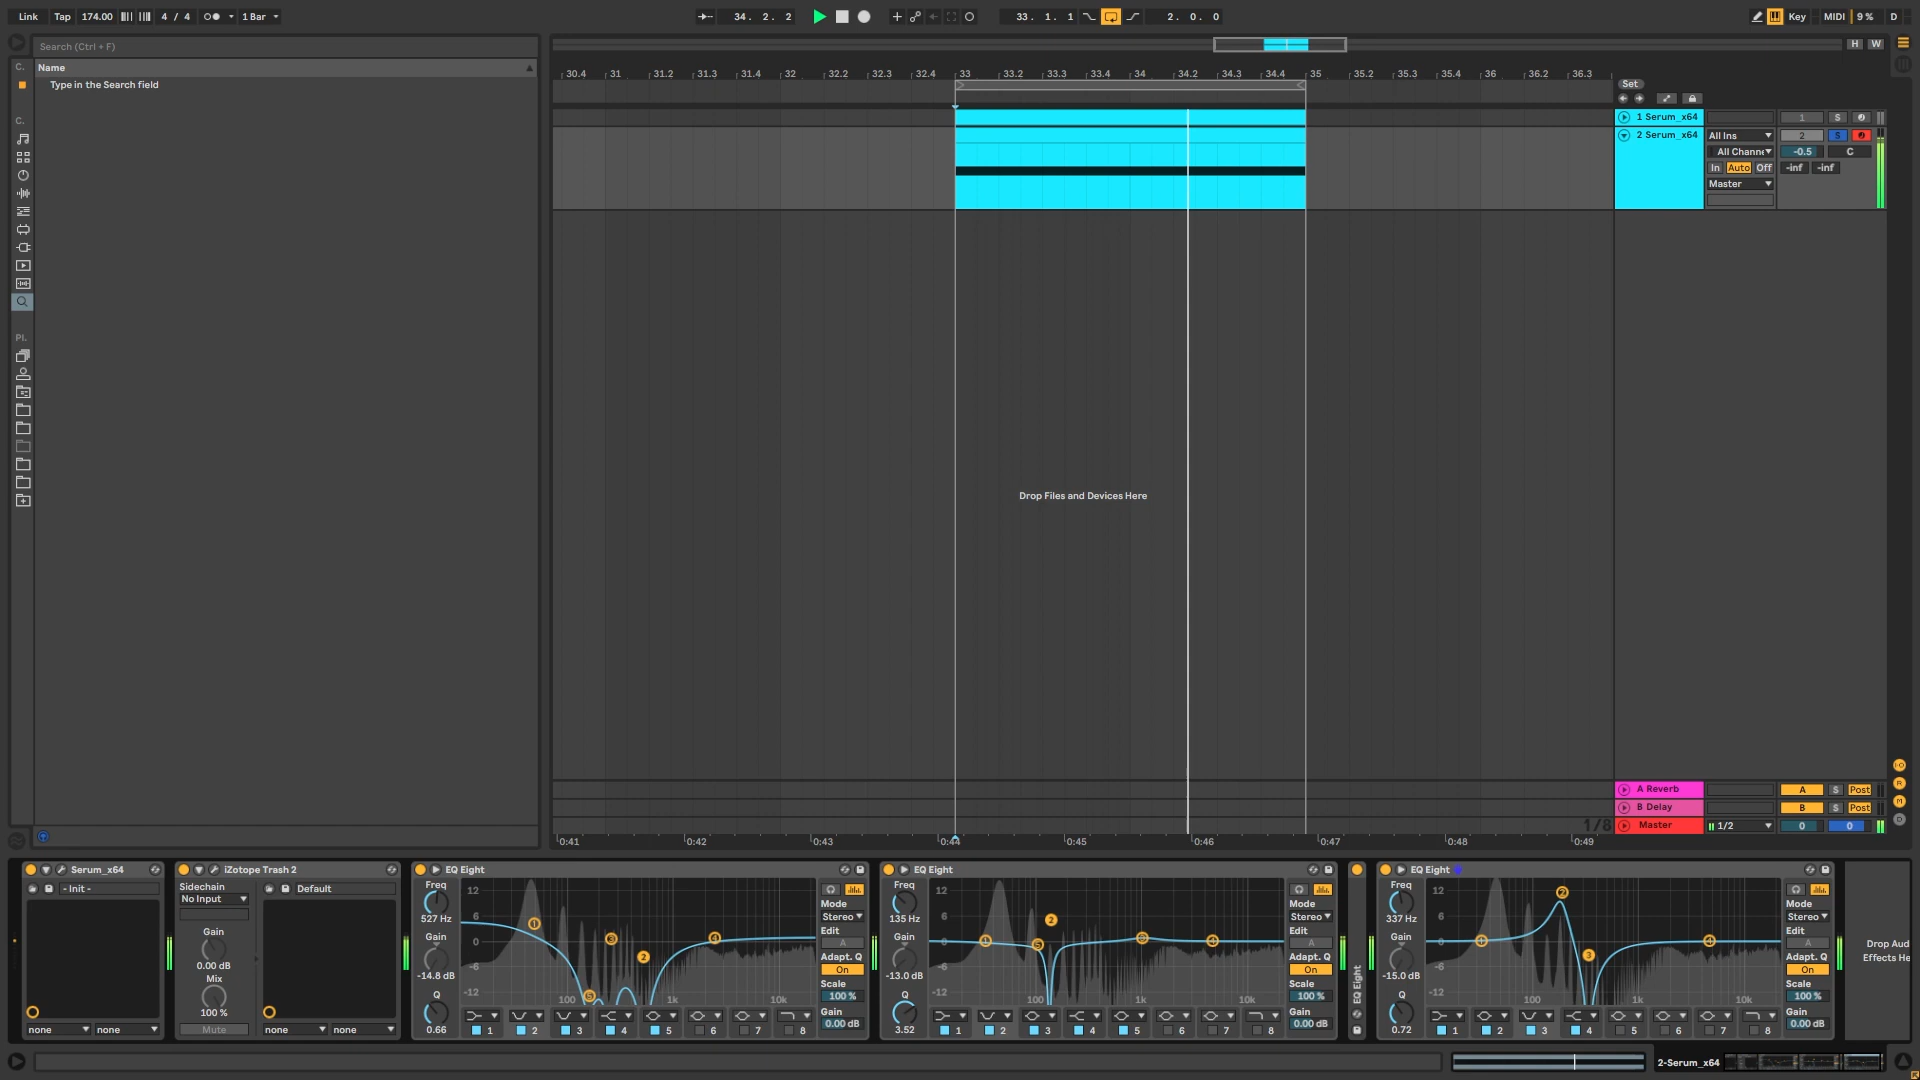 Link Tap 174.00 4 / 4 1 Bar 34. 2. 2 33. 1. 1 2. 0. 0 Key MIDI 9 % D
Search (Ctrl + F)
H W
C. Name
Type in the Search field
C.
Pl.
30.4 31 31.2 31.3 31.4 32 32.2 32.3 32.4 33 33.2 33.3 33.4 34 34.2 34.3 34.4 35 35.2 35.3 35.4 36 36.2 36.3
Set
1 Serum_x64 1 S
2 Serum_x64 All Ins 2 S
All Channe -0.5 C
In Auto Off -inf -inf
Master
Drop Files and Devices Here
A Reverb A S Post
B Delay B S Post
1/8 Master 1/2 0 0
0:41 0:42 0:43 0:44 0:45 0:46 0:47 0:48 0:49
Serum_x64
- Init -
none none
iZotope Trash 2
Sidechain
No Input
Default
Gain
0.00 dB
Mix
100 %
Mute
none none
EQ Eight
Freq
527 Hz
Gain
-14.8 dB
Q
0.66
12
6
0
-6
-12
100 1k 10k
1 2 3 4 5 6 7 8
Mode
Stereo
Edit
A
Adapt. Q
On
Scale
100 %
Gain
0.00 dB
EQ Eight
Freq
135 Hz
Gain
-13.0 dB
Q
3.52
12
6
0
-6
-12
100 1k 10k
1 2 3 4 5 6 7 8
Mode
Stereo
Edit
A
Adapt. Q
On
Scale
100 %
Gain
0.00 dB
EQ Eight
EQ Eight
Freq
337 Hz
Gain
-15.0 dB
Q
0.72
12
6
0
-6
-12
100 1k 10k
1 2 3 4 5 6 7 8
Mode
Stereo
Edit
A
Adapt. Q
On
Scale
100 %
Gain
0.00 dB
Drop Aud
Effects He
2-Serum_x64